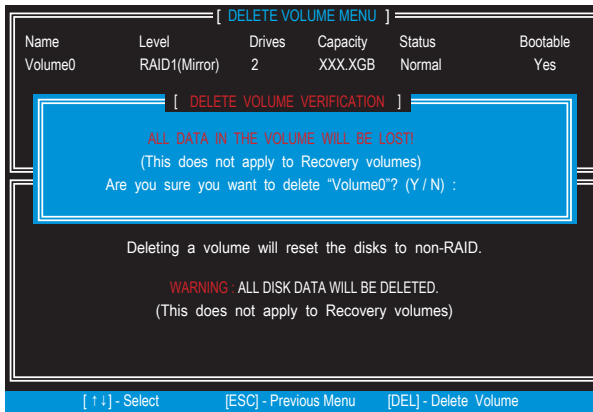 [ DELETE VOLUME MENU ]
Name Level Drives Capacity Status Bootable
Volume0 RAID1(Mirror) 2 XXX.XGB Normal Yes
[ DELETE VOLUME VERIFICATION ]
ALL DATA IN THE VOLUME WILL BE LOST!
(This does not apply to Recovery volumes)
Are you sure you want to delete “Volume0”? (Y / N) :
Deleting a volume will reset the disks to non-RAID.
WARNING : ALL DISK DATA WILL BE DELETED.
(This does not apply to Recovery volumes)
[ ↑↓] - Select [ESC] - Previous Menu [DEL] - Delete Volume